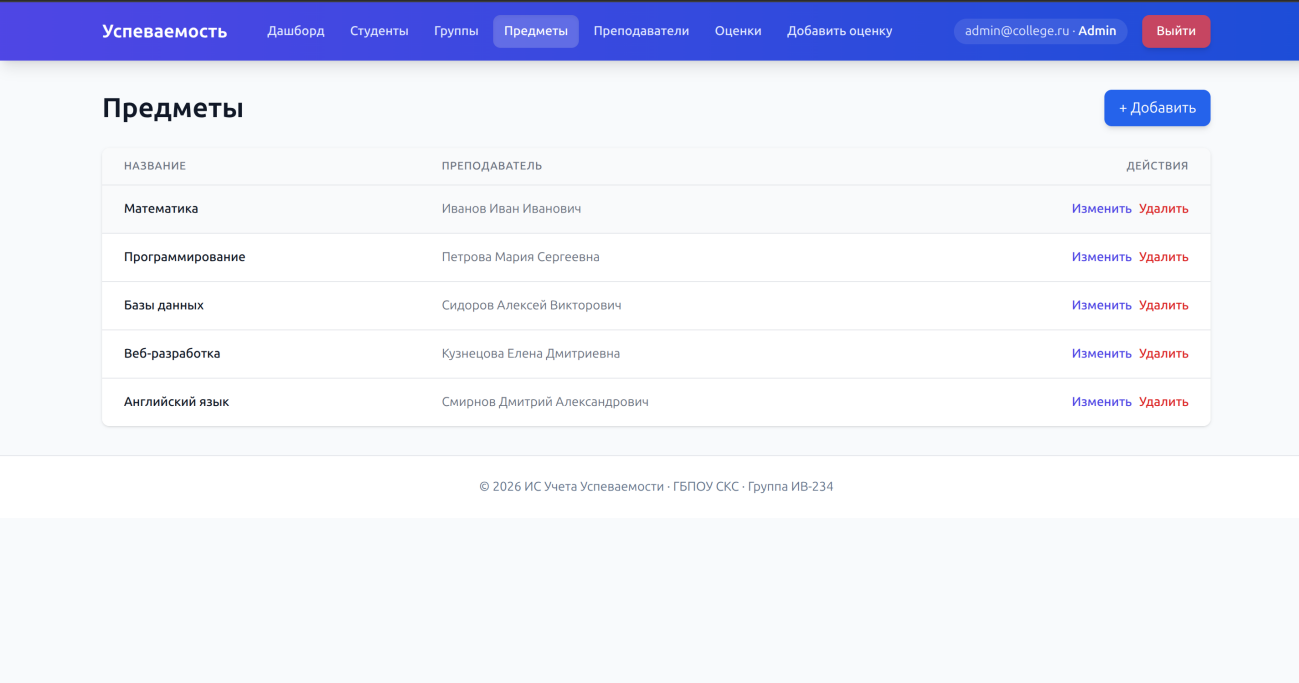 Успеваемость Дашборд Студенты Группы Предметы Преподаватели Оценки Добавить оценку admin@college.ru · Admin Выйти
Предметы + Добавить
НАЗВАНИЕ ПРЕПОДАВАТЕЛЬ ДЕЙСТВИЯ
Математика Иванов Иван Иванович Изменить Удалить
Программирование Петрова Мария Сергеевна Изменить Удалить
Базы данных Сидоров Алексей Викторович Изменить Удалить
Веб-разработка Кузнецова Елена Дмитриевна Изменить Удалить
Английский язык Смирнов Дмитрий Александрович Изменить Удалить
© 2026 ИС Учета Успеваемости · ГБПОУ СКС · Группа ИВ-234